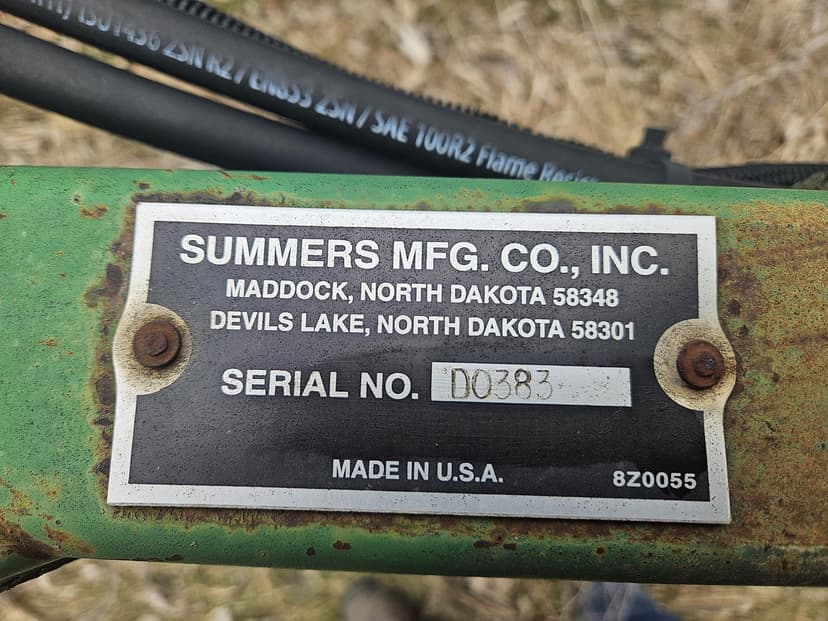 ISO1436 2SN R2 / EN853 2SN / SAE 100R2 Flame
SUMMERS MFG. CO., INC.
MADDOCK, NORTH DAKOTA 58348
DEVILS LAKE, NORTH DAKOTA 58301
SERIAL NO. D0383
MADE IN U.S.A.
8Z0055